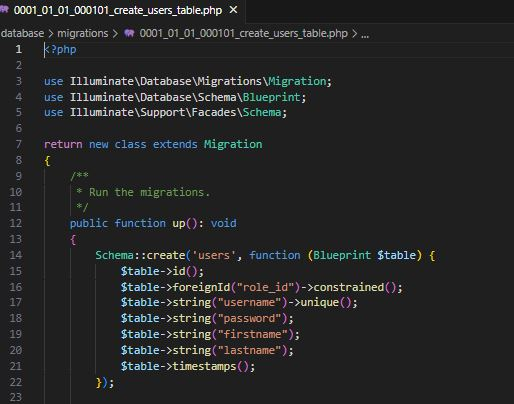 0001_01_01_000101_create_users_table.php ×
database > migrations > 0001_01_01_000101_create_users_table.php > ...
1 <?php
2
3 use Illuminate\Database\Migrations\Migration;
4 use Illuminate\Database\Schema\Blueprint;
5 use Illuminate\Support\Facades\Schema;
6
7 return new class extends Migration
8 {
9     /**
10      * Run the migrations.
11      */
12     public function up(): void
13     {
14         Schema::create('users', function (Blueprint $table) {
15             $table->id();
16             $table->foreignId("role_id")->constrained();
17             $table->string("username")->unique();
18             $table->string("password");
19             $table->string("firstname");
20             $table->string("lastname");
21             $table->timestamps();
22         });
23